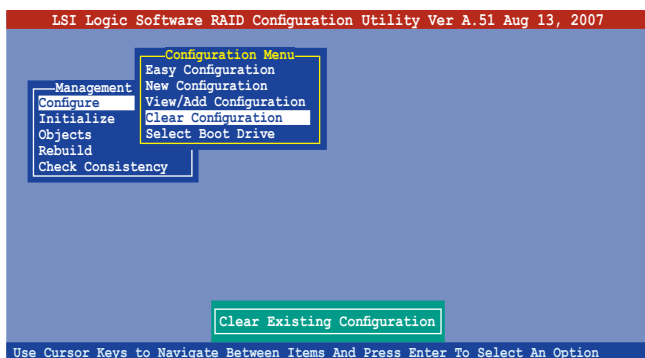 LSI Logic Software RAID Configuration Utility Ver A.51 Aug 13, 2007
Configuration Menu
Easy Configuration
New Configuration
View/Add Configuration
Clear Configuration
Select Boot Drive
Management
Configure
Initialize
Objects
Rebuild
Check Consistency
Clear Existing Configuration
Use Cursor Keys to Navigate Between Items And Press Enter To Select An Option